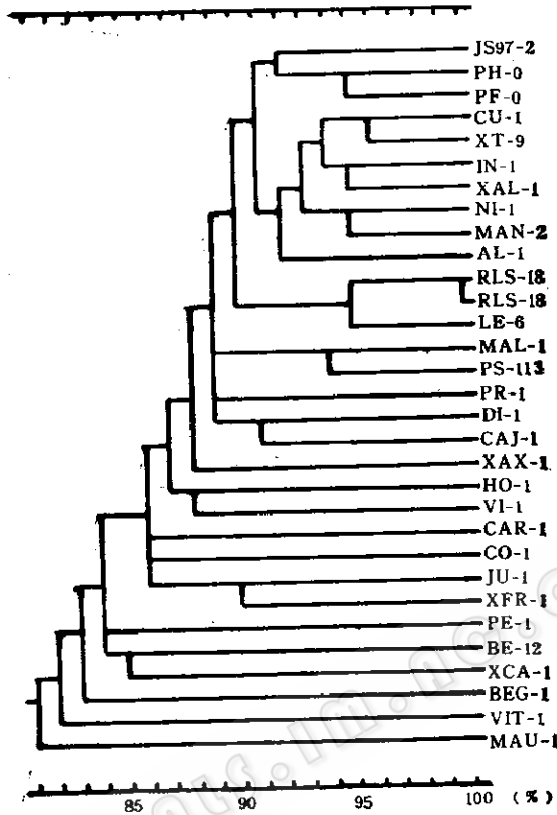 JS97-2
PH-0
PF-0
CU-1
XT-9
IN-1
XAL-1
NI-1
MAN-2
AL-1
RLS-18
RLS-18
LE-6
MAL-1
PS-113
PR-1
DI-1
CAJ-1
XAX-1
HO-1
VI-1
CAR-1
CO-1
JU-1
XFR-1
PE-1
BE-12
XCA-1
BEG-1
VIT-1
MAU-1
85 90 95 100 (%)